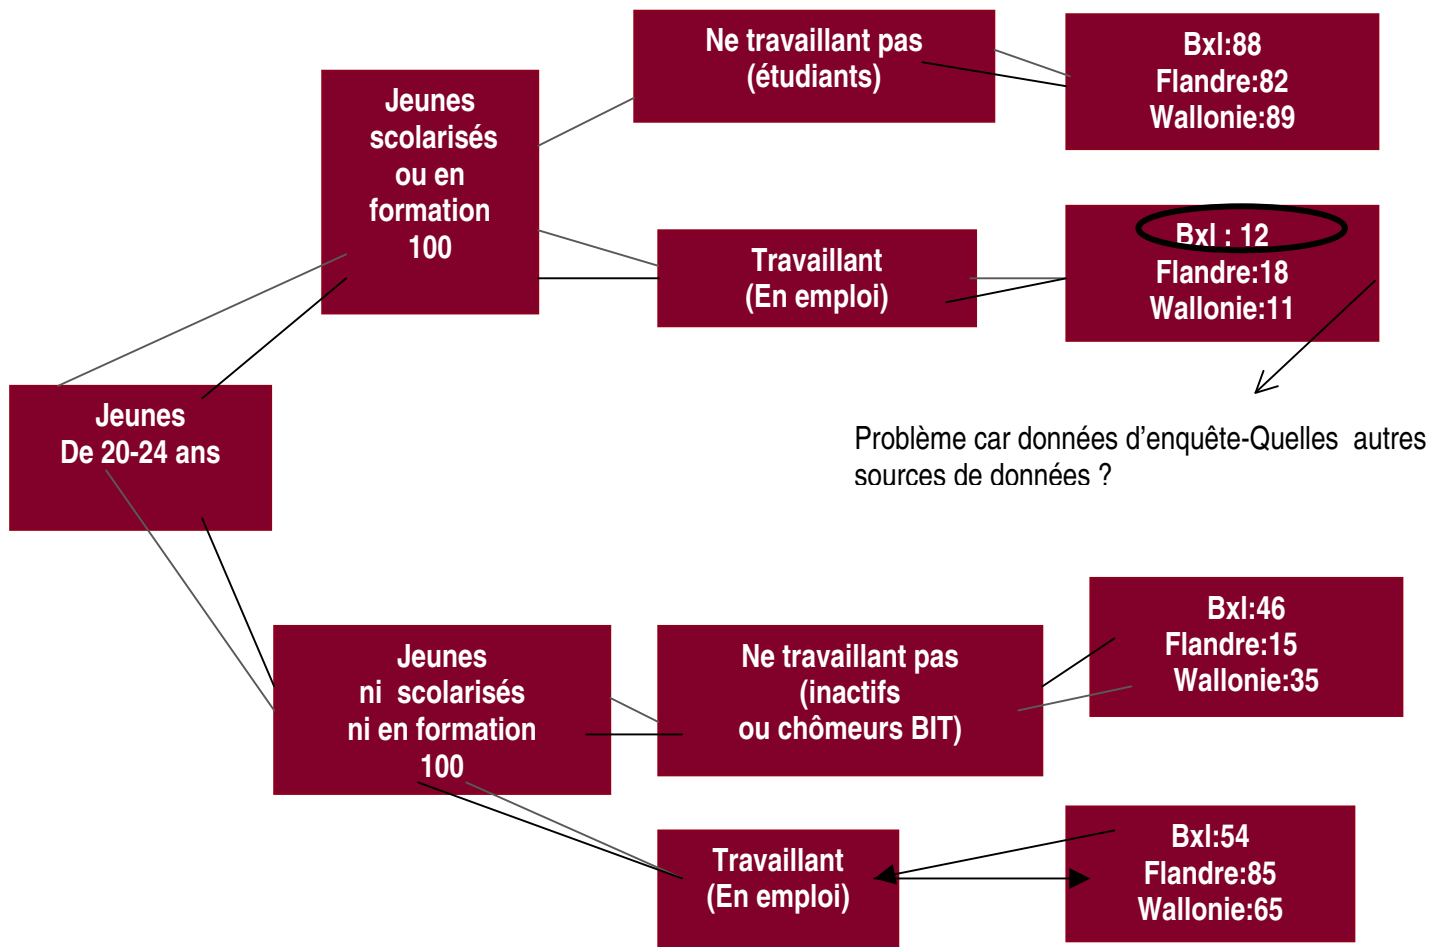 Ne travaillant pas
(étudiants)
Bxl:88
Flandre:82
Wallonie:89
Jeunes
scolarisés
ou en
formation
100
Travaillant
(En emploi)
Bxl : 12
Flandre:18
Wallonie:11
Jeunes
De 20-24 ans
Problème car données d’enquête-Quelles autres
sources de données ?
Jeunes
ni scolarisés
ni en formation
100
Ne travaillant pas
(inactifs
ou chômeurs BIT)
Bxl:46
Flandre:15
Wallonie:35
Travaillant
(En emploi)
Bxl:54
Flandre:85
Wallonie:65